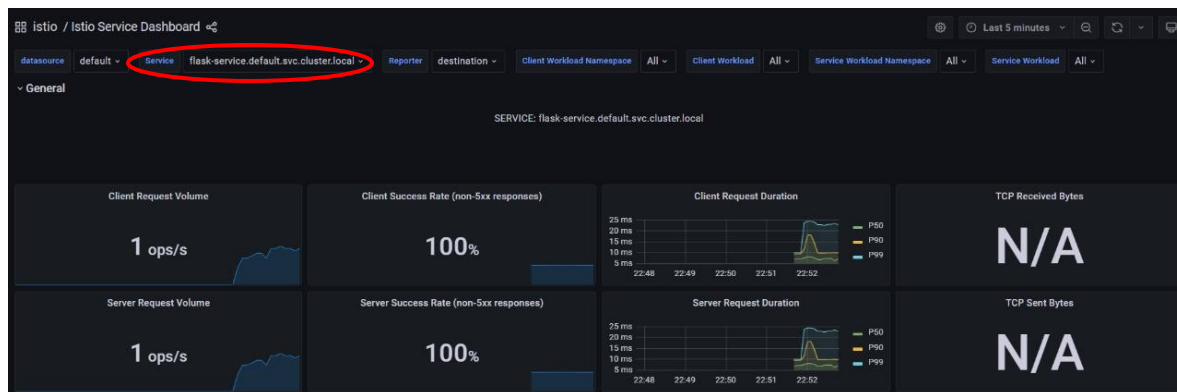 istio / Istio Service Dashboard
Last 5 minutes
datasource default Service flask-service.default.svc.cluster.local Reporter destination Client Workload Namespace All Client Workload All Service Workload Namespace All Service Workload All
General
SERVICE: flask-service.default.svc.cluster.local
Client Request Volume
1 ops/s
Client Success Rate (non-5xx responses)
100%
Client Request Duration
25 ms
20 ms
15 ms
10 ms
5 ms
22:48 22:49 22:50 22:51 22:52
P50
P90
P99
TCP Received Bytes
N/A
Server Request Volume
1 ops/s
Server Success Rate (non-5xx responses)
100%
Server Request Duration
25 ms
20 ms
15 ms
10 ms
5 ms
22:48 22:49 22:50 22:51 22:52
P50
P90
P99
TCP Sent Bytes
N/A